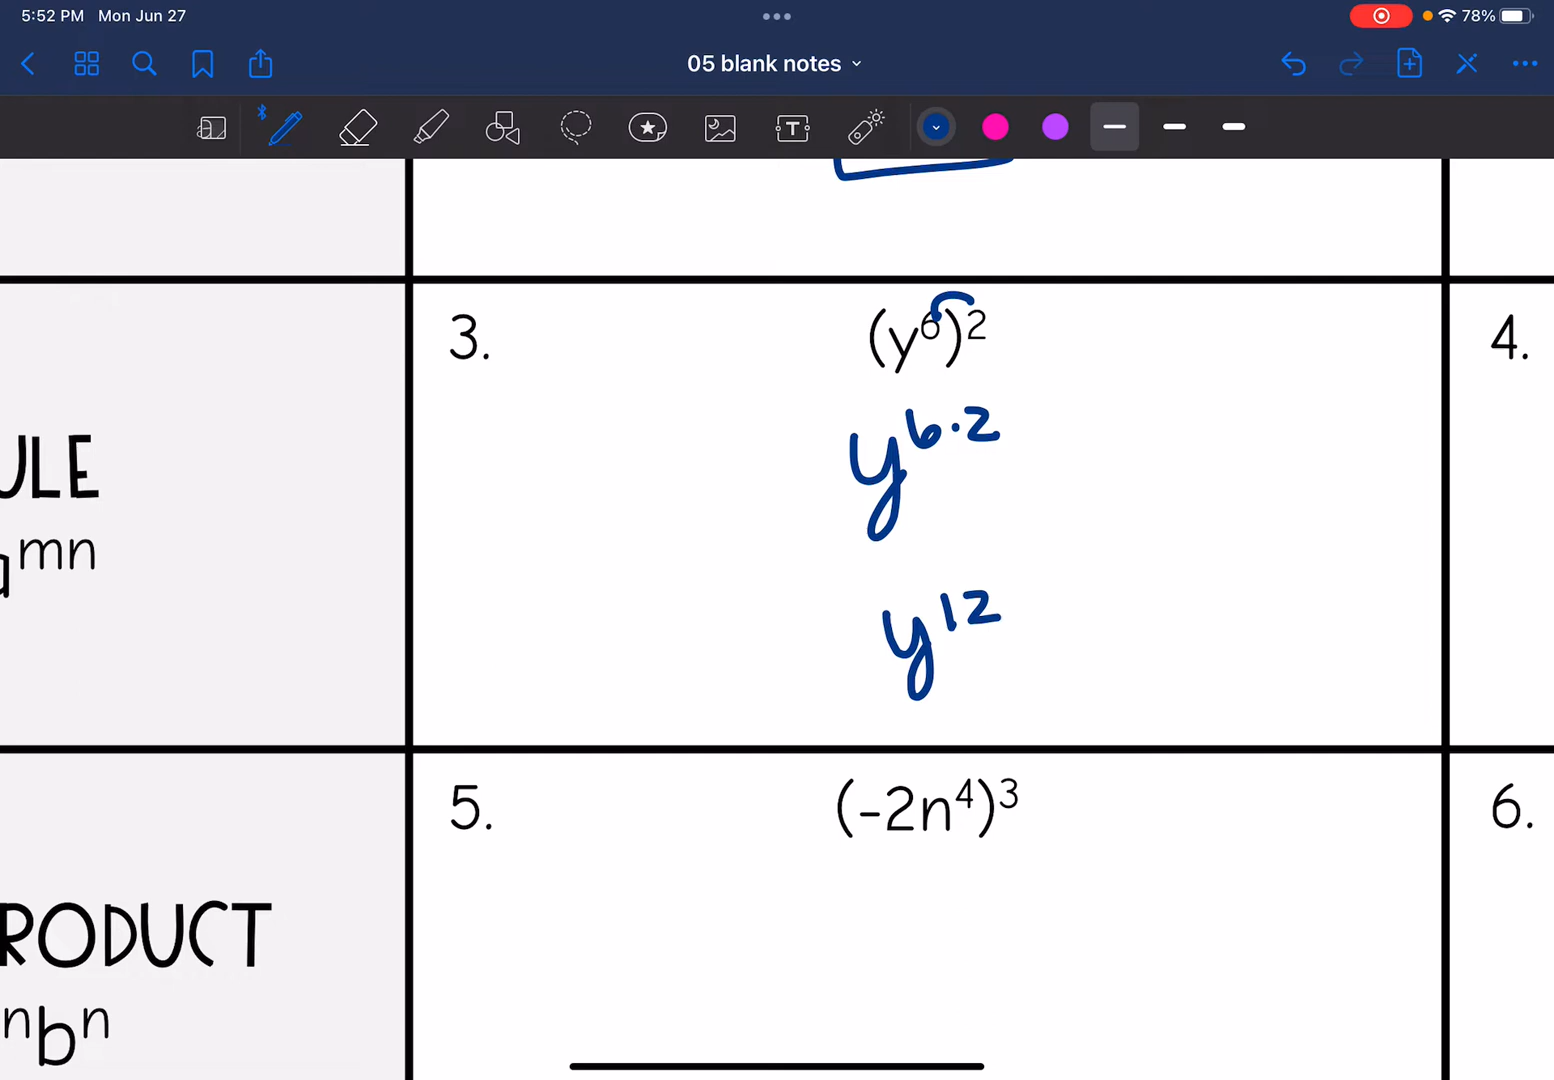 5:52 PM Mon Jun 27
78%
05 blank notes
3.
(y⁶)²
4.
y⁶·²
ULE
aᵐⁿ
y¹²
5.
(-2n⁴)³
6.
RODUCT
ⁿbⁿ